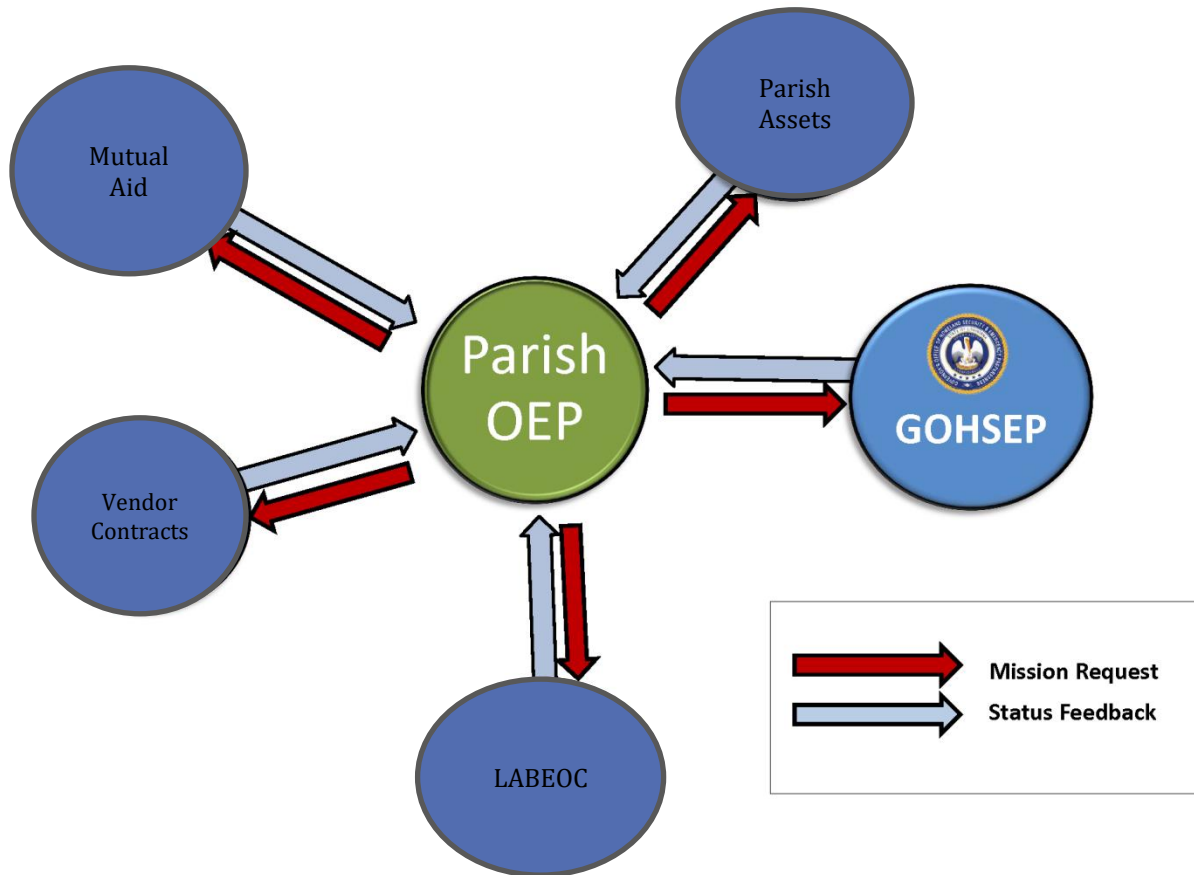 Parish
Assets
Mutual
Aid
Parish
OEP
GOHSEP
Vendor
Contracts
LABEOC
Mission Request
Status Feedback